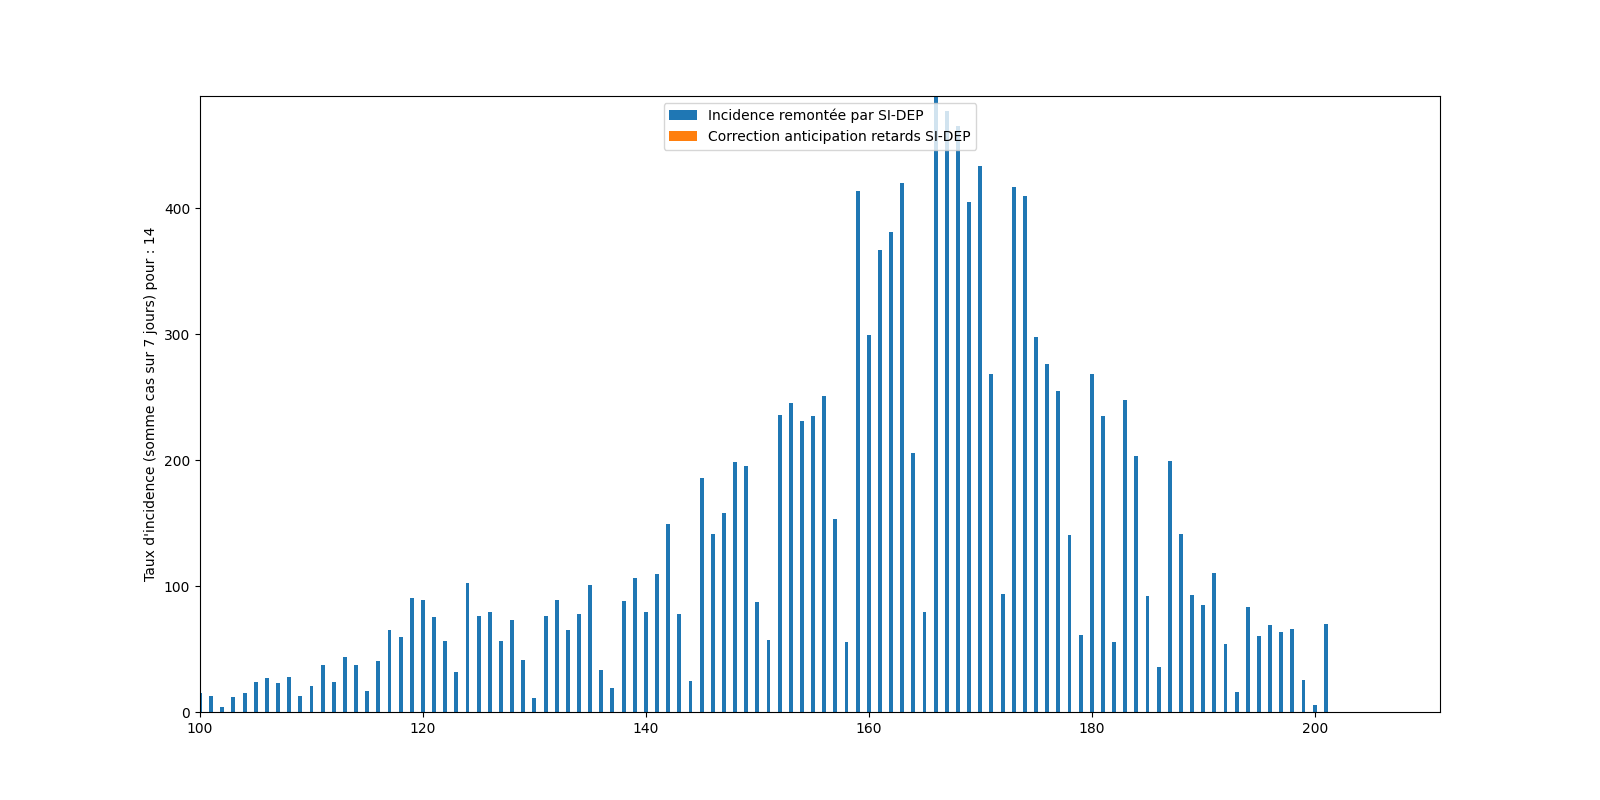 Incidence remontée par SI-DEP
Correction anticipation retards SI-DEP
Taux d'incidence (somme cas sur 7 jours) pour : 14
400
300
200
100
0
100 120 140 160 180 200